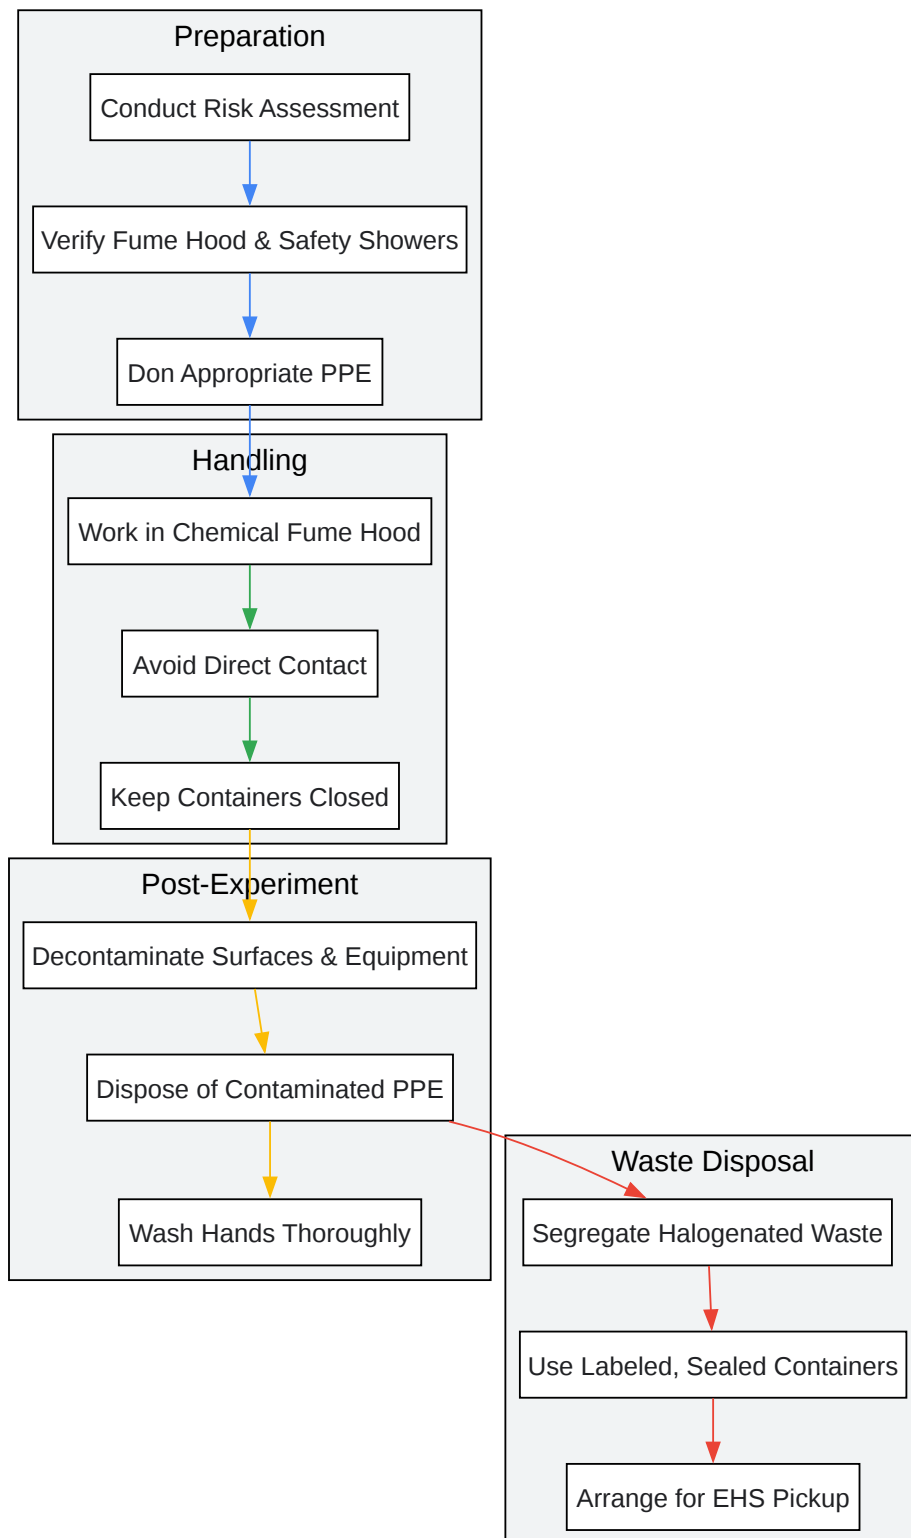 Preparation
Conduct Risk Assessment
Verify Fume Hood & Safety Showers
Don Appropriate PPE
Handling
Work in Chemical Fume Hood
Avoid Direct Contact
Keep Containers Closed
Post-Experiment
Decontaminate Surfaces & Equipment
Dispose of Contaminated PPE
Wash Hands Thoroughly
Waste Disposal
Segregate Halogenated Waste
Use Labeled, Sealed Containers
Arrange for EHS Pickup